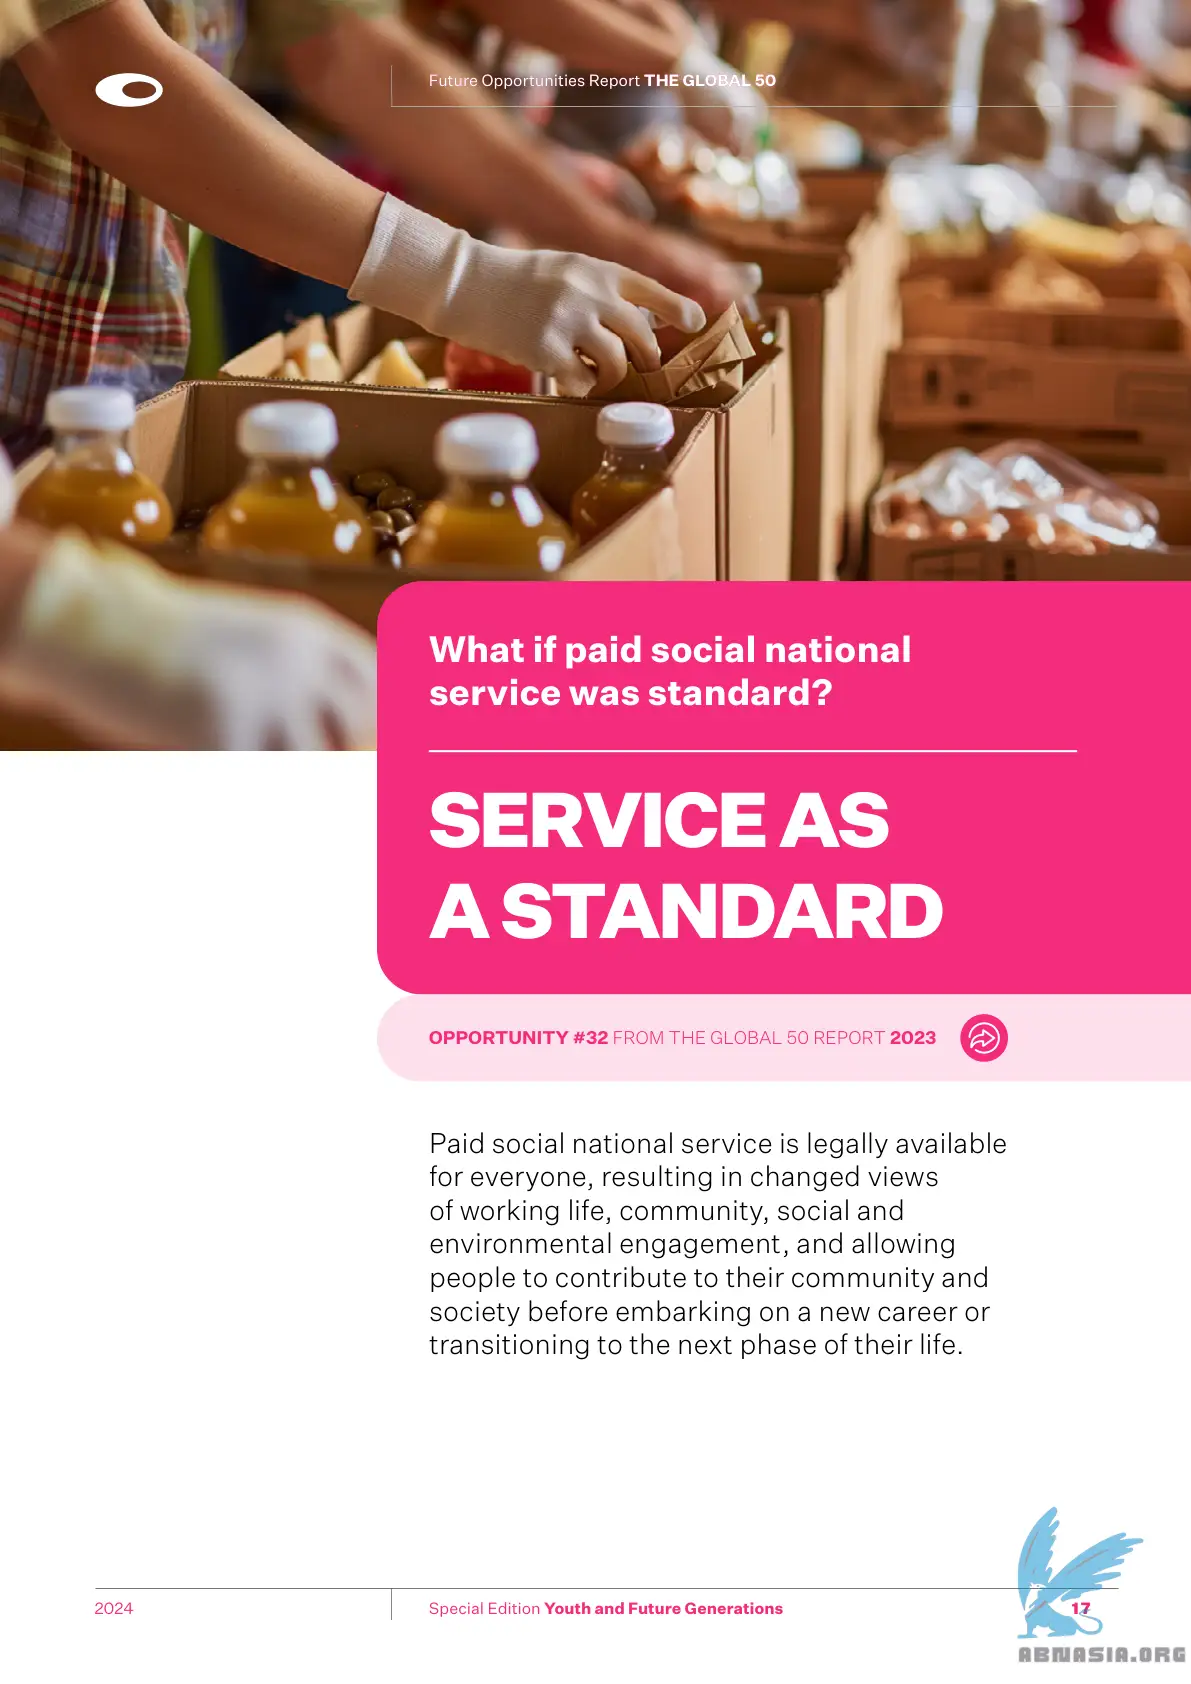 Future Opportunities Report THE GLOBAL 50
What if paid social national
service was standard?
SERVICE AS
A STANDARD
OPPORTUNITY #32 FROM THE GLOBAL 50 REPORT 2023
Paid social national service is legally available
for everyone, resulting in changed views
of working life, community, social and
environmental engagement, and allowing
people to contribute to their community and
society before embarking on a new career or
transitioning to the next phase of their life.
2024
Special Edition Youth and Future Generations
17
ABNASIA.ORG